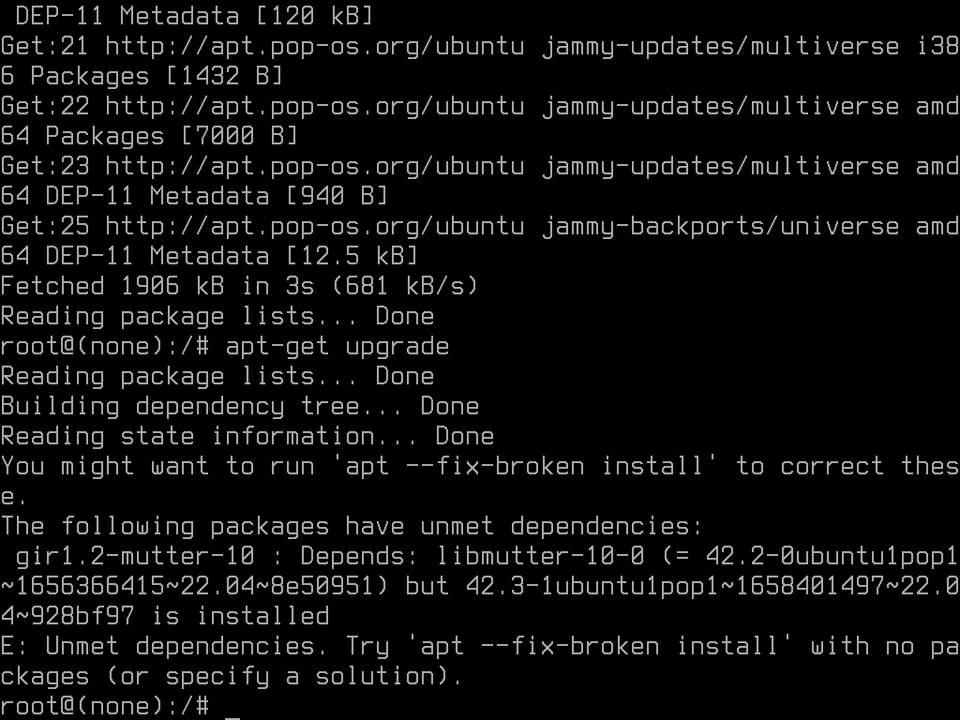 DEP-11 Metadata [120 kB]
Get:21 http://apt.pop-os.org/ubuntu jammy-updates/multiverse i38
6 Packages [1432 B]
Get:22 http://apt.pop-os.org/ubuntu jammy-updates/multiverse amd
64 Packages [7000 B]
Get:23 http://apt.pop-os.org/ubuntu jammy-updates/multiverse amd
64 DEP-11 Metadata [940 B]
Get:25 http://apt.pop-os.org/ubuntu jammy-backports/universe amd
64 DEP-11 Metadata [12.5 kB]
Fetched 1906 kB in 3s (681 kB/s)
Reading package lists... Done
root@(none):/# apt-get upgrade
Reading package lists... Done
Building dependency tree... Done
Reading state information... Done
You might want to run 'apt --fix-broken install' to correct thes
e.
The following packages have unmet dependencies:
 gir1.2-mutter-10 : Depends: libmutter-10-0 (= 42.2-0ubuntu1pop1
~1656366415~22.04~8e50951) but 42.3-1ubuntu1pop1~1658401497~22.0
4~928bf97 is installed
E: Unmet dependencies. Try 'apt --fix-broken install' with no pa
ckages (or specify a solution).
root@(none):/# _